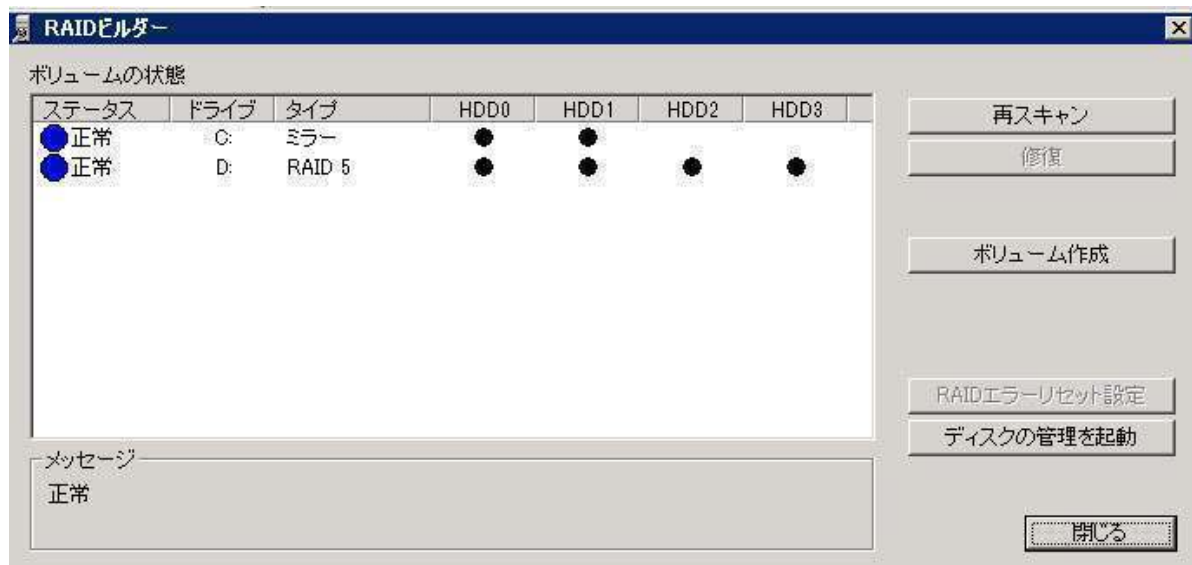 RAIDビルダー
ボリュームの状態
ステータス ドライブ タイプ HDD0 HDD1 HDD2 HDD3
正常 C: ミラー
正常 D: RAID 5
再スキャン
修復
ボリューム作成
RAIDエラーリセット設定
ディスクの管理を起動
メッセージ
正常
閉じる